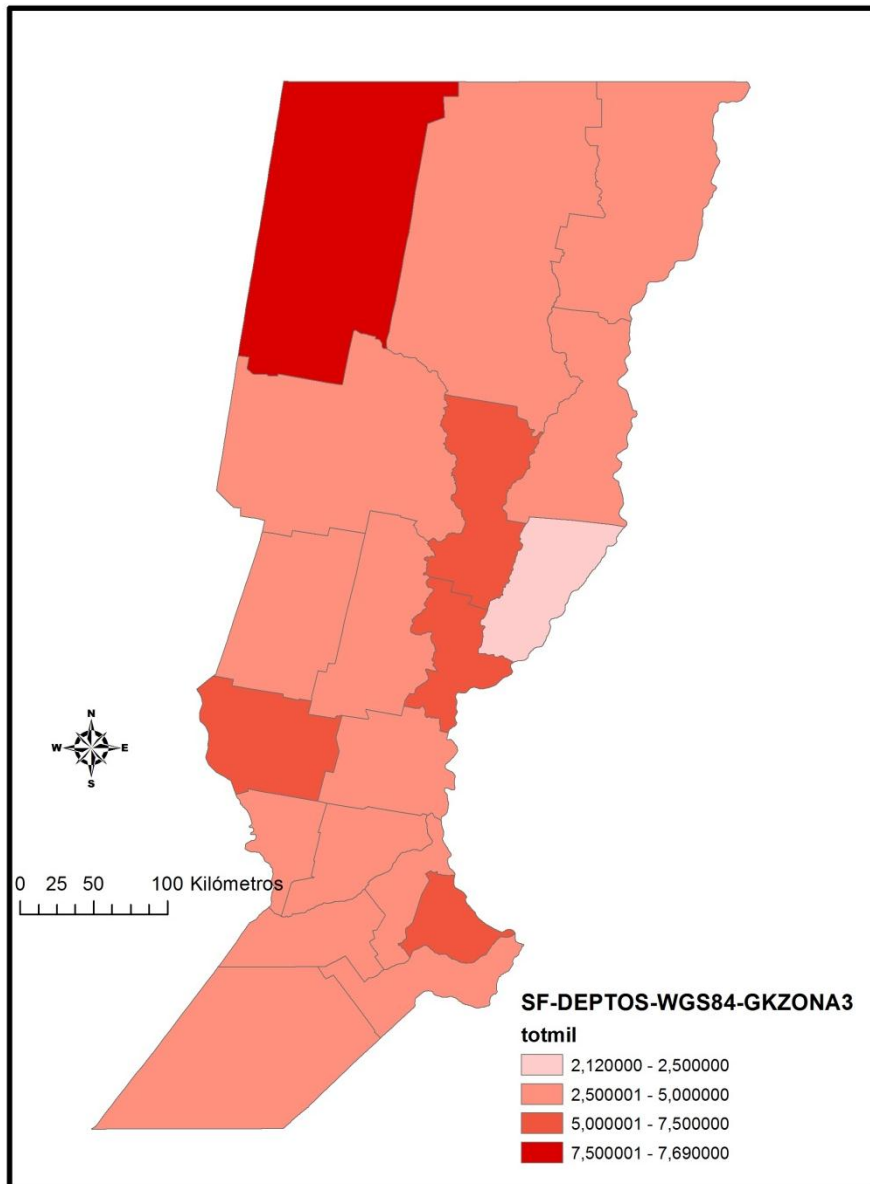 N
W E
S
0 25 50 100 Kilómetros
SF-DEPTOS-WGS84-GKZONA3
totmil
2,120000 - 2,500000
2,500001 - 5,000000
5,000001 - 7,500000
7,500001 - 7,690000